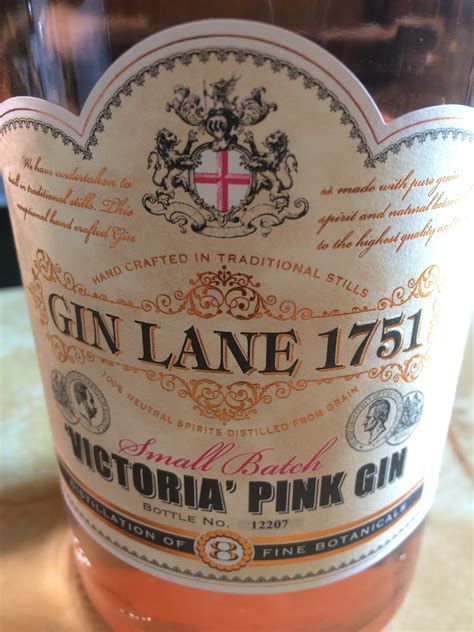 We have undertaken to
in traditional stills. This
exceptional hand crafted Gin
is made with pure grain
spirit and natural
to the highest quality
HAND CRAFTED IN TRADITIONAL STILLS
GIN LANE 1751
100% NEUTRAL SPIRITS DISTILLED FROM GRAIN
Small Batch
'VICTORIA' PINK GIN
BOTTLE NO. 12207
DISTILLATION OF 8 FINE BOTANICALS